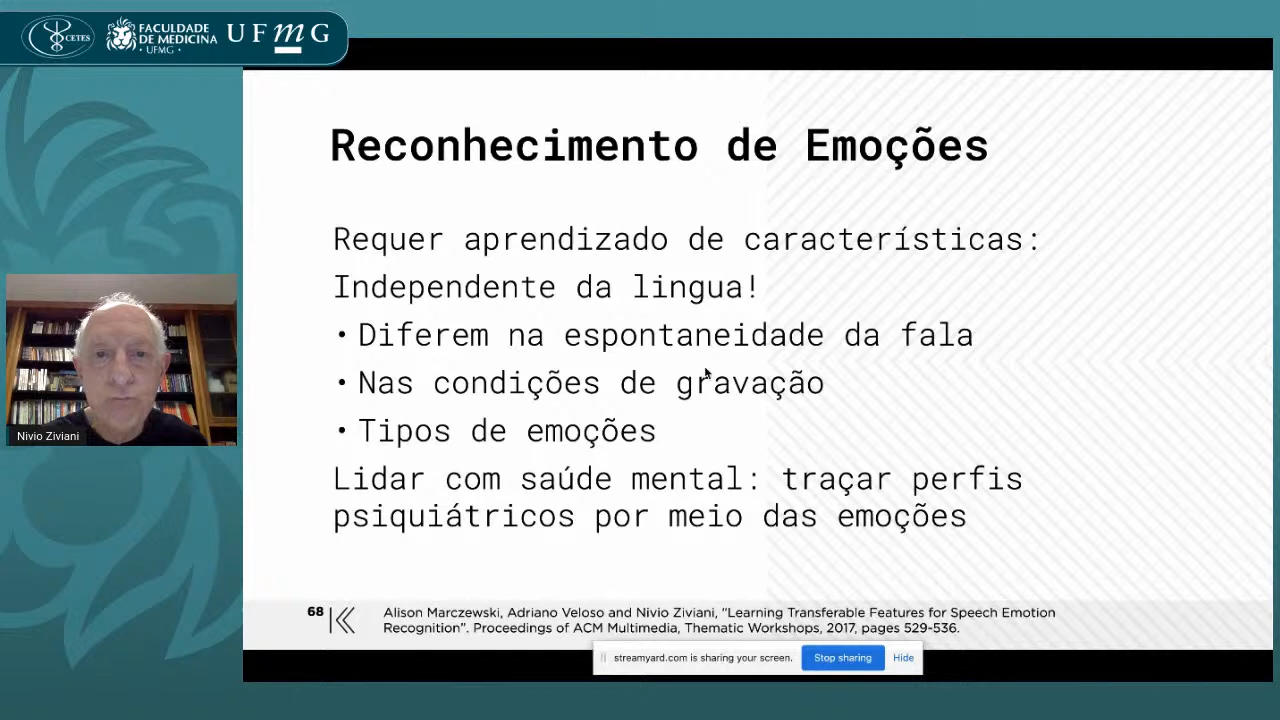 CETES
FACULDADE
DE MEDICINA
• UFMG •
UFmG
Reconhecimento de Emoções
Requer aprendizado de características:
Independente da lingua!
• Diferem na espontaneidade da fala
• Nas condições de gravação
• Tipos de emoções
Lidar com saúde mental: traçar perfis
psiquiátricos por meio das emoções
Nivio Ziviani
68
Alison Marczewski, Adriano Veloso and Nivio Ziviani, "Learning Transferable Features for Speech Emotion
Recognition". Proceedings of ACM Multimedia, Thematic Workshops, 2017, pages 529-536.
streamyard.com is sharing your screen.
Stop sharing
Hide